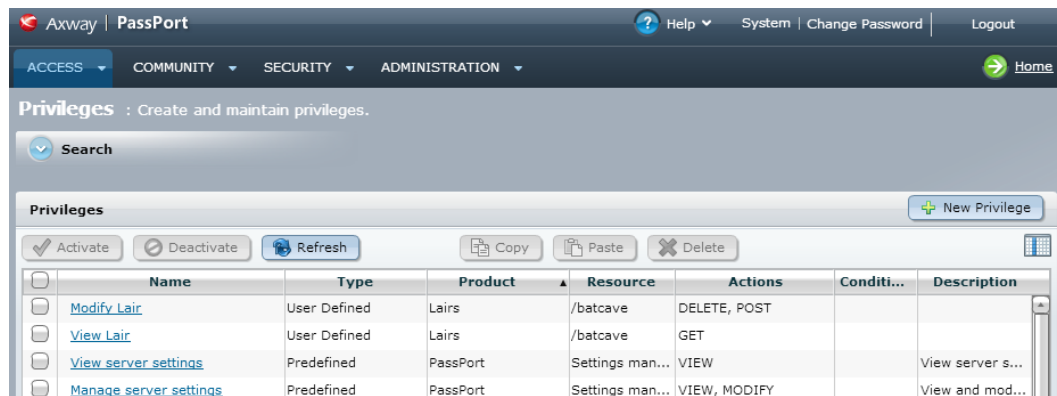 Axway | PassPort Help System | Change Password Logout
ACCESS COMMUNITY SECURITY ADMINISTRATION Home
Privileges : Create and maintain privileges.
Search
Privileges New Privilege
Activate Deactivate Refresh Copy Paste Delete
Name Type Product Resource Actions Conditi... Description
Modify Lair User Defined Lairs /batcave DELETE, POST
View Lair User Defined Lairs /batcave GET
View server settings Predefined PassPort Settings man... VIEW View server s...
Manage server settings Predefined PassPort Settings man... VIEW, MODIFY View and mod...